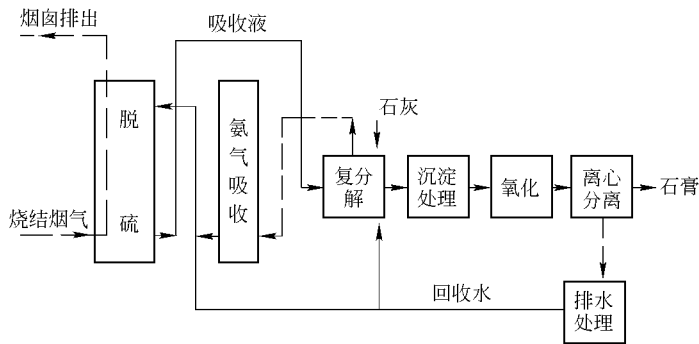 烟囱排出
吸收液
脱
硫
氨
气
吸
收
石灰
复分
解
沉淀
处理
氧化
离心
分离
石膏
烧结烟气
回收水
排水
处理